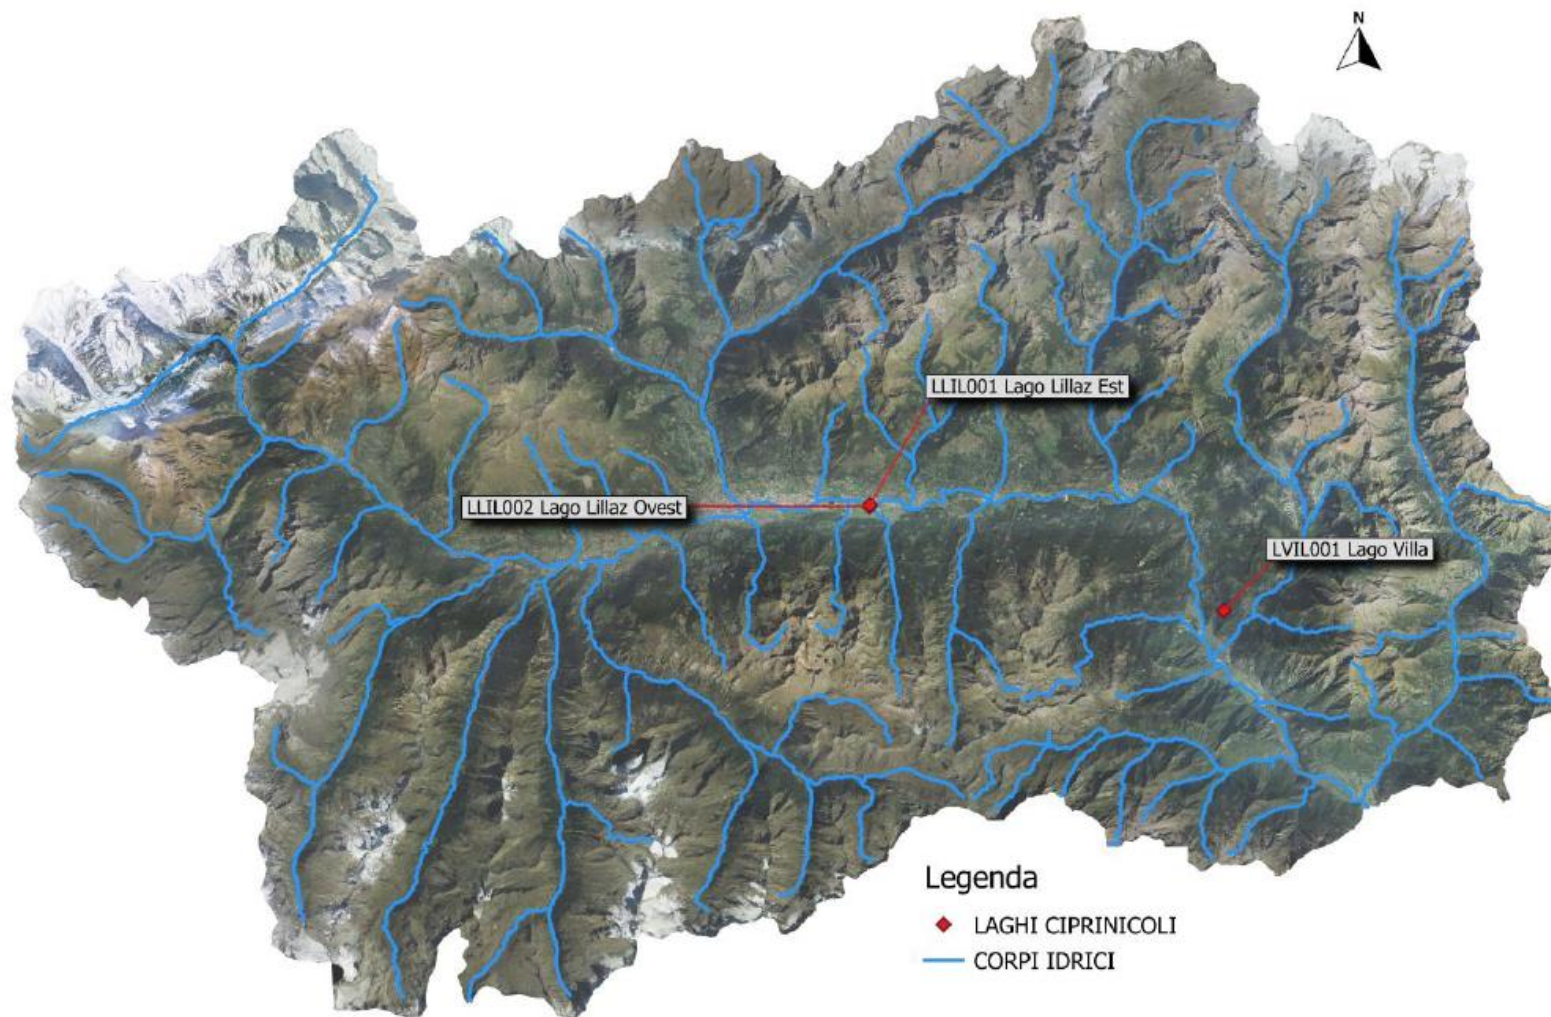 N
LLIL001 Lago Lillaz Est
LLIL002 Lago Lillaz Ovest
LVIL001 Lago Villa
Legenda
LAGHI CIPRINICOLI
CORPI IDRICI